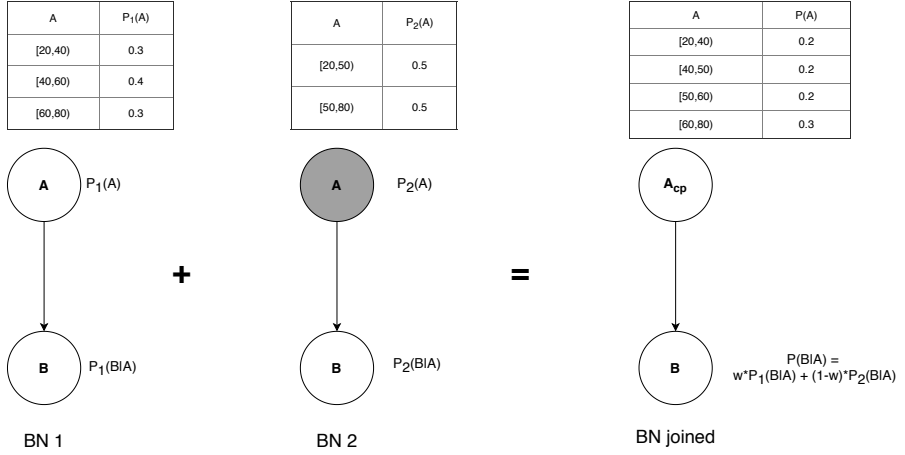 A P₁(A)
[20,40) 0.3
[40,60) 0.4
[60,80) 0.3
A P₂(A)
[20,50) 0.5
[50,80) 0.5
A P(A)
[20,40) 0.2
[40,50) 0.2
[50,60) 0.2
[60,80) 0.3
A P₁(A)
A P₂(A)
A_cp
+
=
B P₁(B|A)
B P₂(B|A)
B
P(B|A) =
w*P₁(B|A) + (1-w)*P₂(B|A)
BN 1
BN 2
BN joined